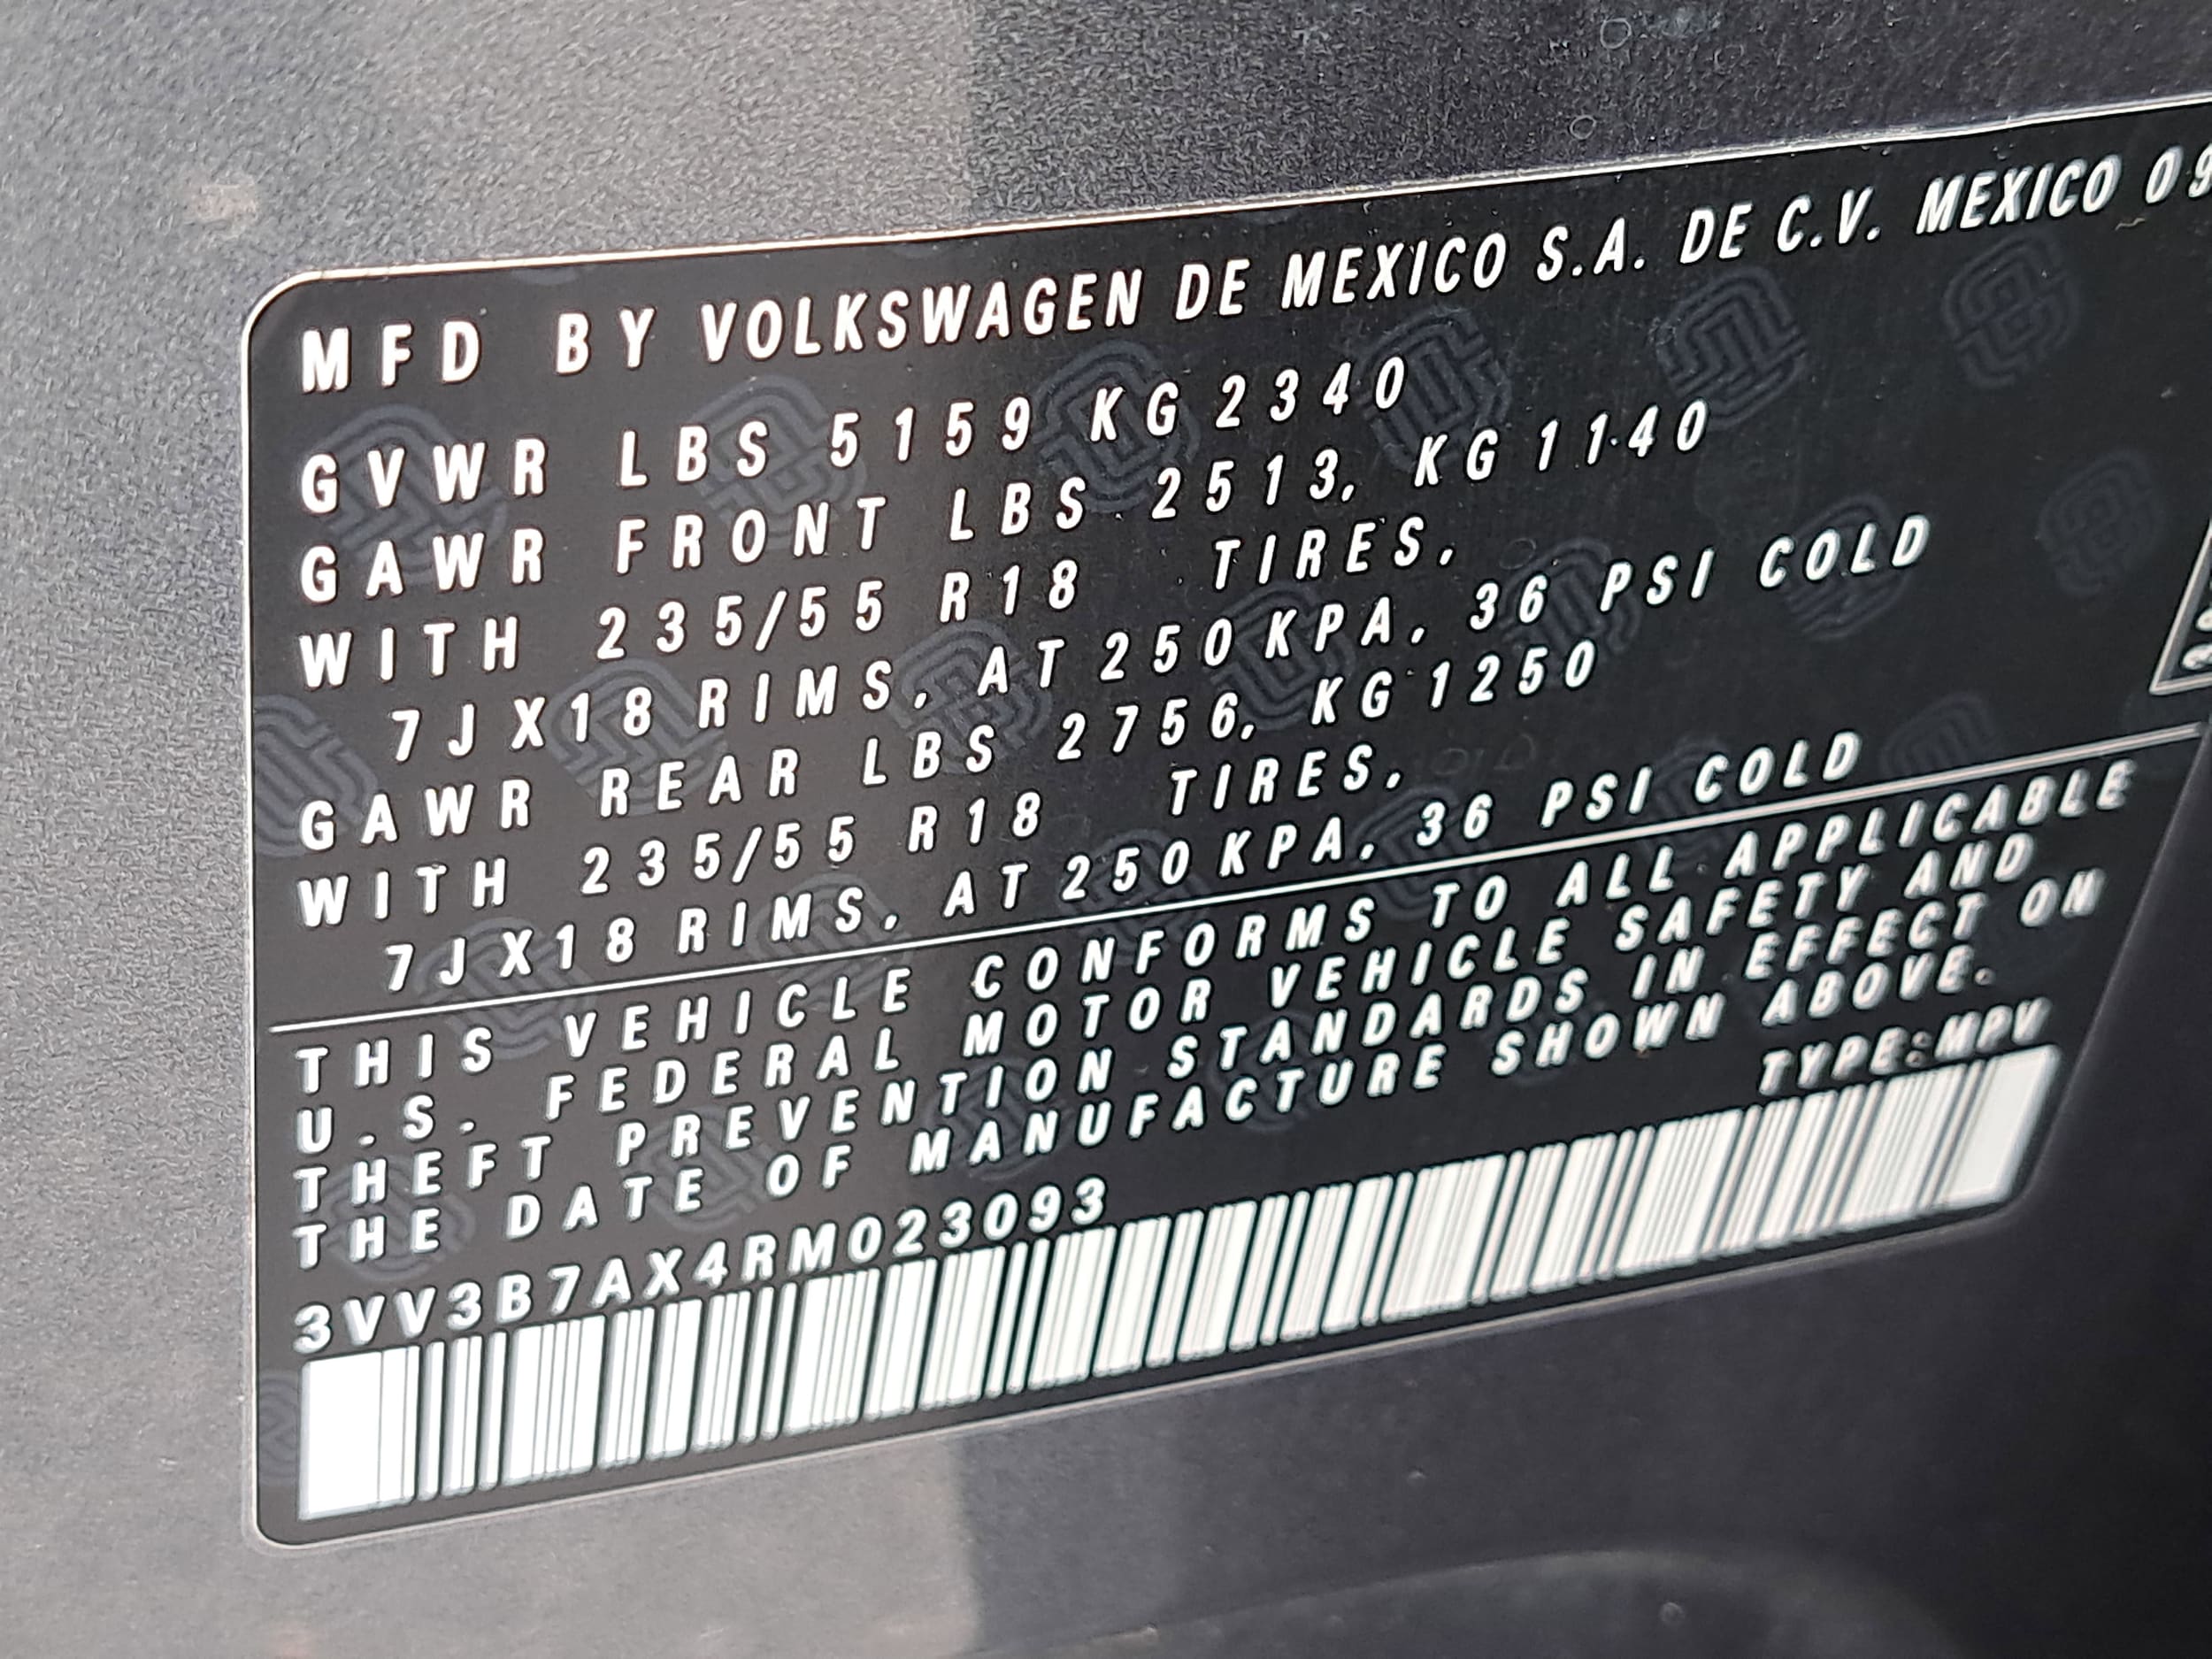 MFD BY VOLKSWAGEN DE MEXICO S.A. DE C.V. MEXICO 09
GVWR LBS 5159 KG 2340
GAWR FRONT LBS 2513, KG 1140
WITH 235/55 R18 TIRES,
7JX18 RIMS, AT 250 KPA, 36 PSI COLD
GAWR REAR LBS 2756, KG 1250
WITH 235/55 R18 TIRES,
7JX18 RIMS, AT 250 KPA, 36 PSI COLD
THIS VEHICLE CONFORMS TO ALL APPLICABLE
U.S. FEDERAL MOTOR VEHICLE SAFETY AND
THEFT PREVENTION STANDARDS IN EFFECT ON
THE DATE OF MANUFACTURE SHOWN ABOVE.
TYPE:MPV
3VV3B7AX4RM023093